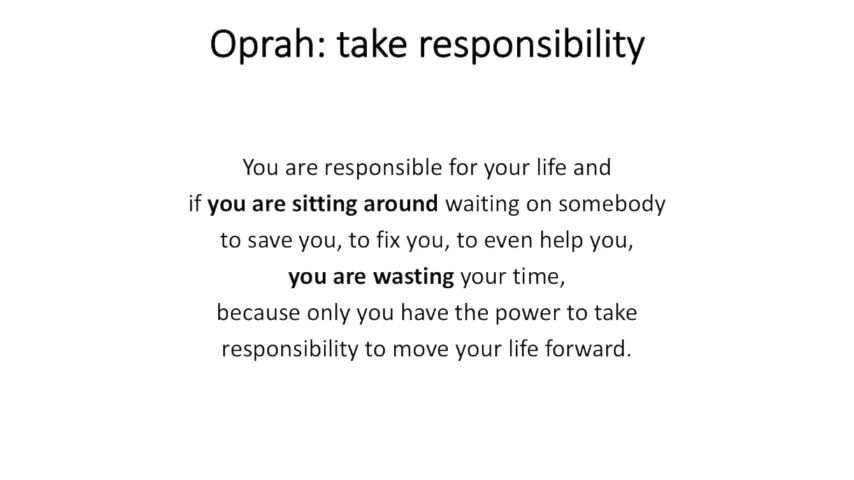 Oprah: take responsibility
You are responsible for your life and
if you are sitting around waiting on somebody
to save you, to fix you, to even help you,
you are wasting your time,
because only you have the power to take
responsibility to move your life forward.